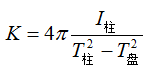 K = 4π I柱 / (T柱² − T盘²)